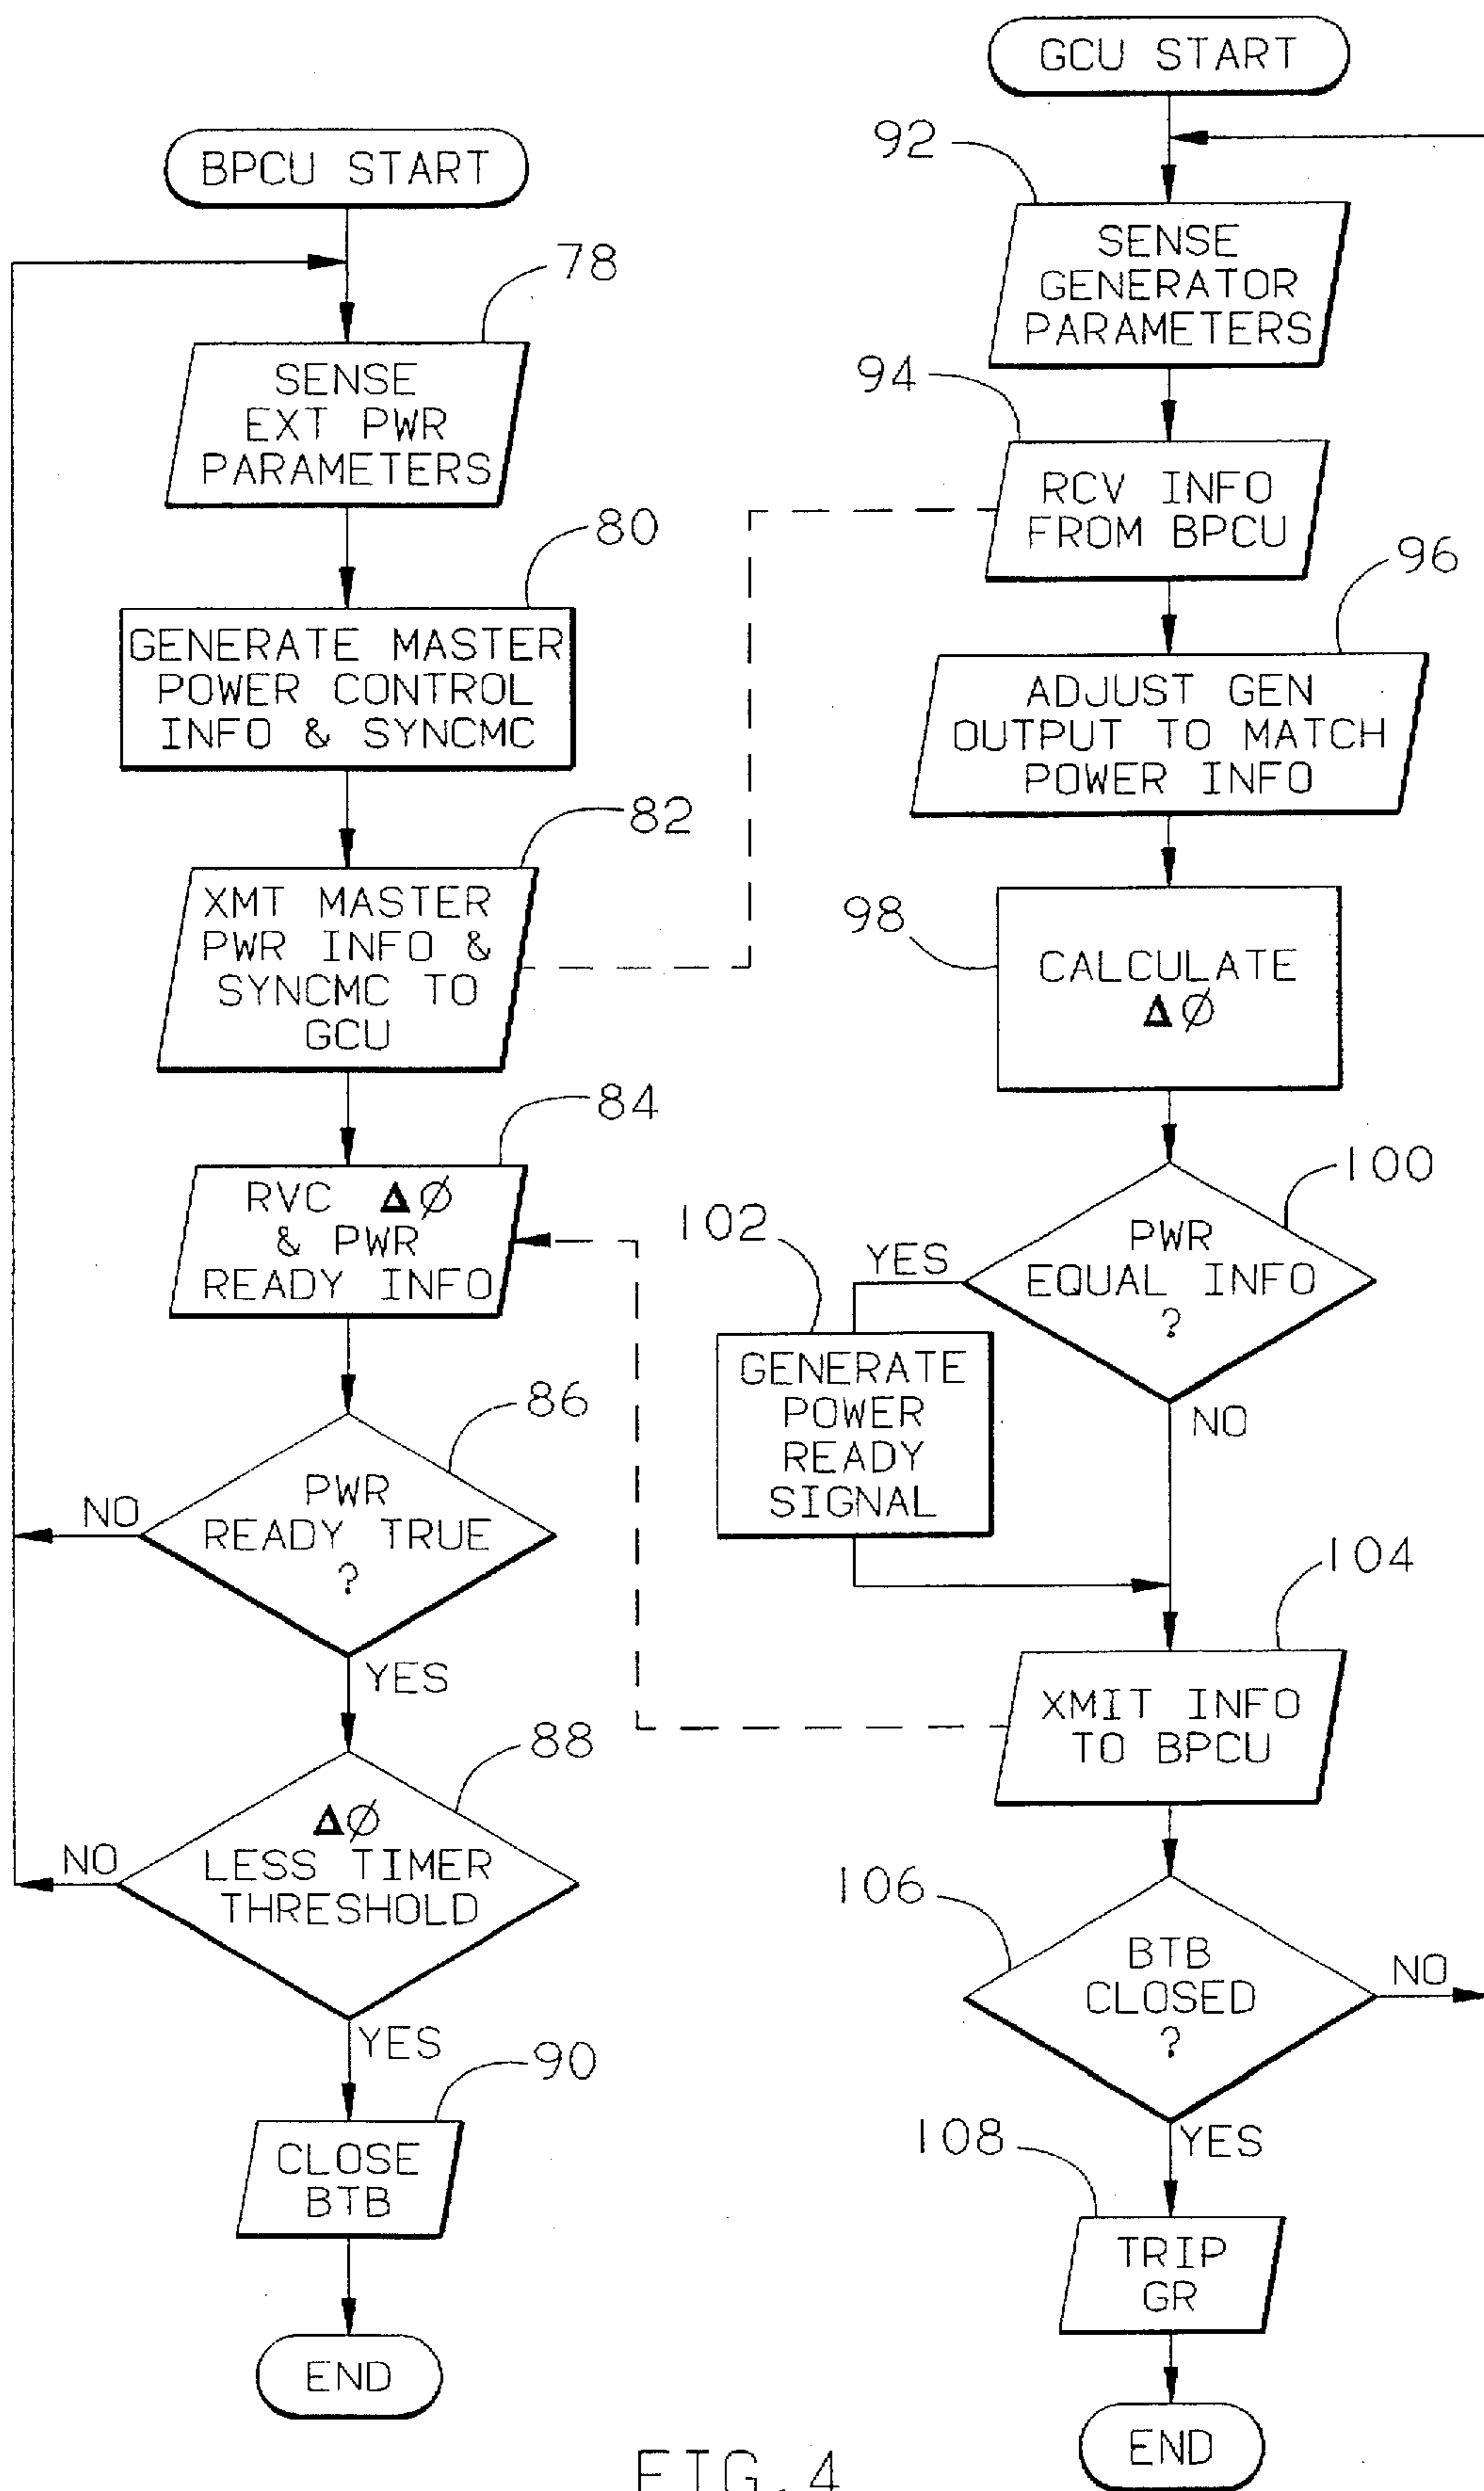 BPCU START
78
SENSE
EXT PWR
PARAMETERS
80
GENERATE MASTER
POWER CONTROL
INFO & SYNCMC
82
XMT MASTER
PWR INFO &
SYNCMC TO
GCU
84
RVC ΔØ
& PWR
READY INFO
86
PWR
READY TRUE
?
NO
YES
88
ΔØ
LESS TIMER
THRESHOLD
NO
YES
90
CLOSE
BTB
END
GCU START
92
SENSE
GENERATOR
PARAMETERS
94
RCV INFO
FROM BPCU
96
ADJUST GEN
OUTPUT TO MATCH
POWER INFO
98
CALCULATE
ΔØ
100
PWR
EQUAL INFO
?
YES
NO
102
GENERATE
POWER
READY
SIGNAL
104
XMIT INFO
TO BPCU
106
BTB
CLOSED
?
NO
YES
108
TRIP
GR
END
FIG. 4